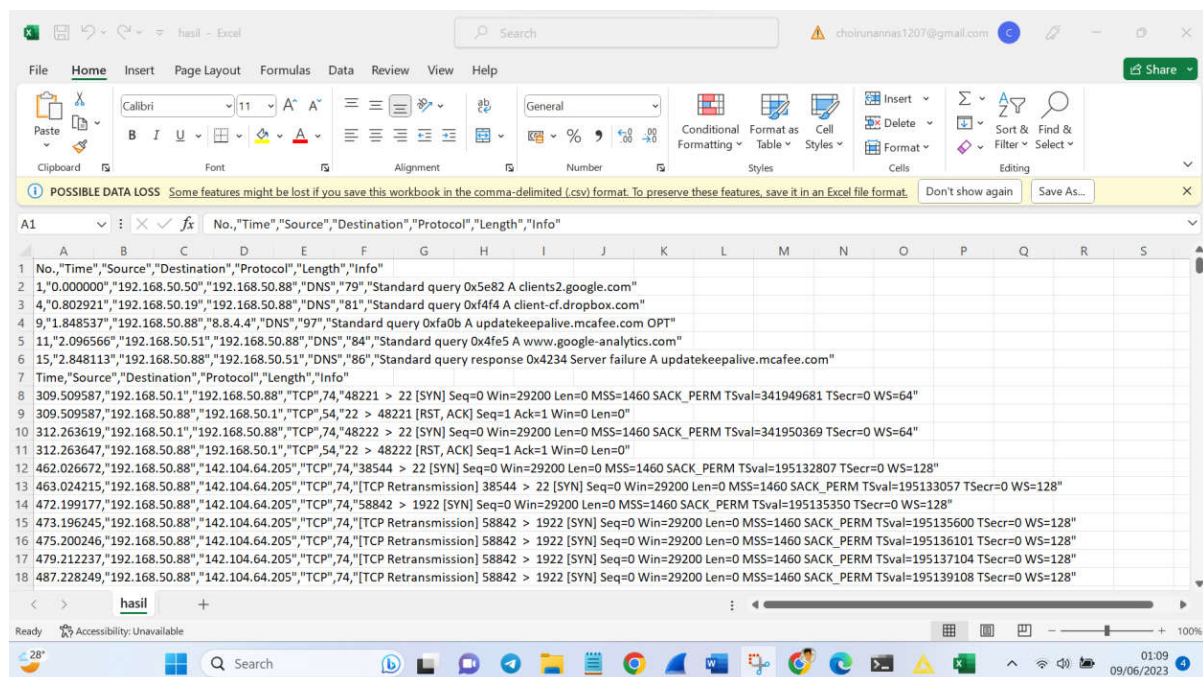 hasil - Excel
Search
choirunannas1207@gmail.com
C
File Home Insert Page Layout Formulas Data Review View Help
Share
Paste
Calibri
11
General
Conditional Formatting
Format as Table
Cell Styles
Insert
Delete
Format
Sort & Filter
Find & Select
Clipboard
Font
Alignment
Number
Styles
Cells
Editing
POSSIBLE DATA LOSS Some features might be lost if you save this workbook in the comma-delimited (.csv) format. To preserve these features, save it in an Excel file format. Don't show again Save As...
A1 fx No.,"Time","Source","Destination","Protocol","Length","Info"
A B C D E F G H I J K L M N O P Q R S
1 No.,"Time","Source","Destination","Protocol","Length","Info"
2 1,"0.000000","192.168.50.50","192.168.50.88","DNS","79","Standard query 0x5e82 A clients2.google.com"
3 4,"0.802921","192.168.50.19","192.168.50.88","DNS","81","Standard query 0xf4f4 A client-cf.dropbox.com"
4 9,"1.848537","192.168.50.88","8.8.4.4","DNS","97","Standard query 0xfa0b A updatekeepalive.mcafee.com OPT"
5 11,"2.096566","192.168.50.51","192.168.50.88","DNS","84","Standard query 0x4fe5 A www.google-analytics.com"
6 15,"2.848113","192.168.50.88","192.168.50.51","DNS","86","Standard query response 0x4234 Server failure A updatekeepalive.mcafee.com"
7 Time,"Source","Destination","Protocol","Length","Info"
8 309.509587,"192.168.50.1","192.168.50.88","TCP",74,"48221 > 22 [SYN] Seq=0 Win=29200 Len=0 MSS=1460 SACK_PERM TSval=341949681 TSecr=0 WS=64"
9 309.509587,"192.168.50.88","192.168.50.1","TCP",54,"22 > 48221 [RST, ACK] Seq=1 Ack=1 Win=0 Len=0"
10 312.263619,"192.168.50.1","192.168.50.88","TCP",74,"48222 > 22 [SYN] Seq=0 Win=29200 Len=0 MSS=1460 SACK_PERM TSval=341950369 TSecr=0 WS=64"
11 312.263647,"192.168.50.88","192.168.50.1","TCP",54,"22 > 48222 [RST, ACK] Seq=1 Ack=1 Win=0 Len=0"
12 462.026672,"192.168.50.88","142.104.64.205","TCP",74,"38544 > 22 [SYN] Seq=0 Win=29200 Len=0 MSS=1460 SACK_PERM TSval=195132807 TSecr=0 WS=128"
13 463.024215,"192.168.50.88","142.104.64.205","TCP",74,"[TCP Retransmission] 38544 > 22 [SYN] Seq=0 Win=29200 Len=0 MSS=1460 SACK_PERM TSval=195133057 TSecr=0 WS=128"
14 472.199177,"192.168.50.88","142.104.64.205","TCP",74,"58842 > 1922 [SYN] Seq=0 Win=29200 Len=0 MSS=1460 SACK_PERM TSval=195135350 TSecr=0 WS=128"
15 473.196245,"192.168.50.88","142.104.64.205","TCP",74,"[TCP Retransmission] 58842 > 1922 [SYN] Seq=0 Win=29200 Len=0 MSS=1460 SACK_PERM TSval=195135600 TSecr=0 WS=128"
16 475.200246,"192.168.50.88","142.104.64.205","TCP",74,"[TCP Retransmission] 58842 > 1922 [SYN] Seq=0 Win=29200 Len=0 MSS=1460 SACK_PERM TSval=195136101 TSecr=0 WS=128"
17 479.212237,"192.168.50.88","142.104.64.205","TCP",74,"[TCP Retransmission] 58842 > 1922 [SYN] Seq=0 Win=29200 Len=0 MSS=1460 SACK_PERM TSval=195137104 TSecr=0 WS=128"
18 487.228249,"192.168.50.88","142.104.64.205","TCP",74,"[TCP Retransmission] 58842 > 1922 [SYN] Seq=0 Win=29200 Len=0 MSS=1460 SACK_PERM TSval=195139108 TSecr=0 WS=128"
hasil
Ready Accessibility: Unavailable 100%
28° Search 01:09
09/06/2023 4